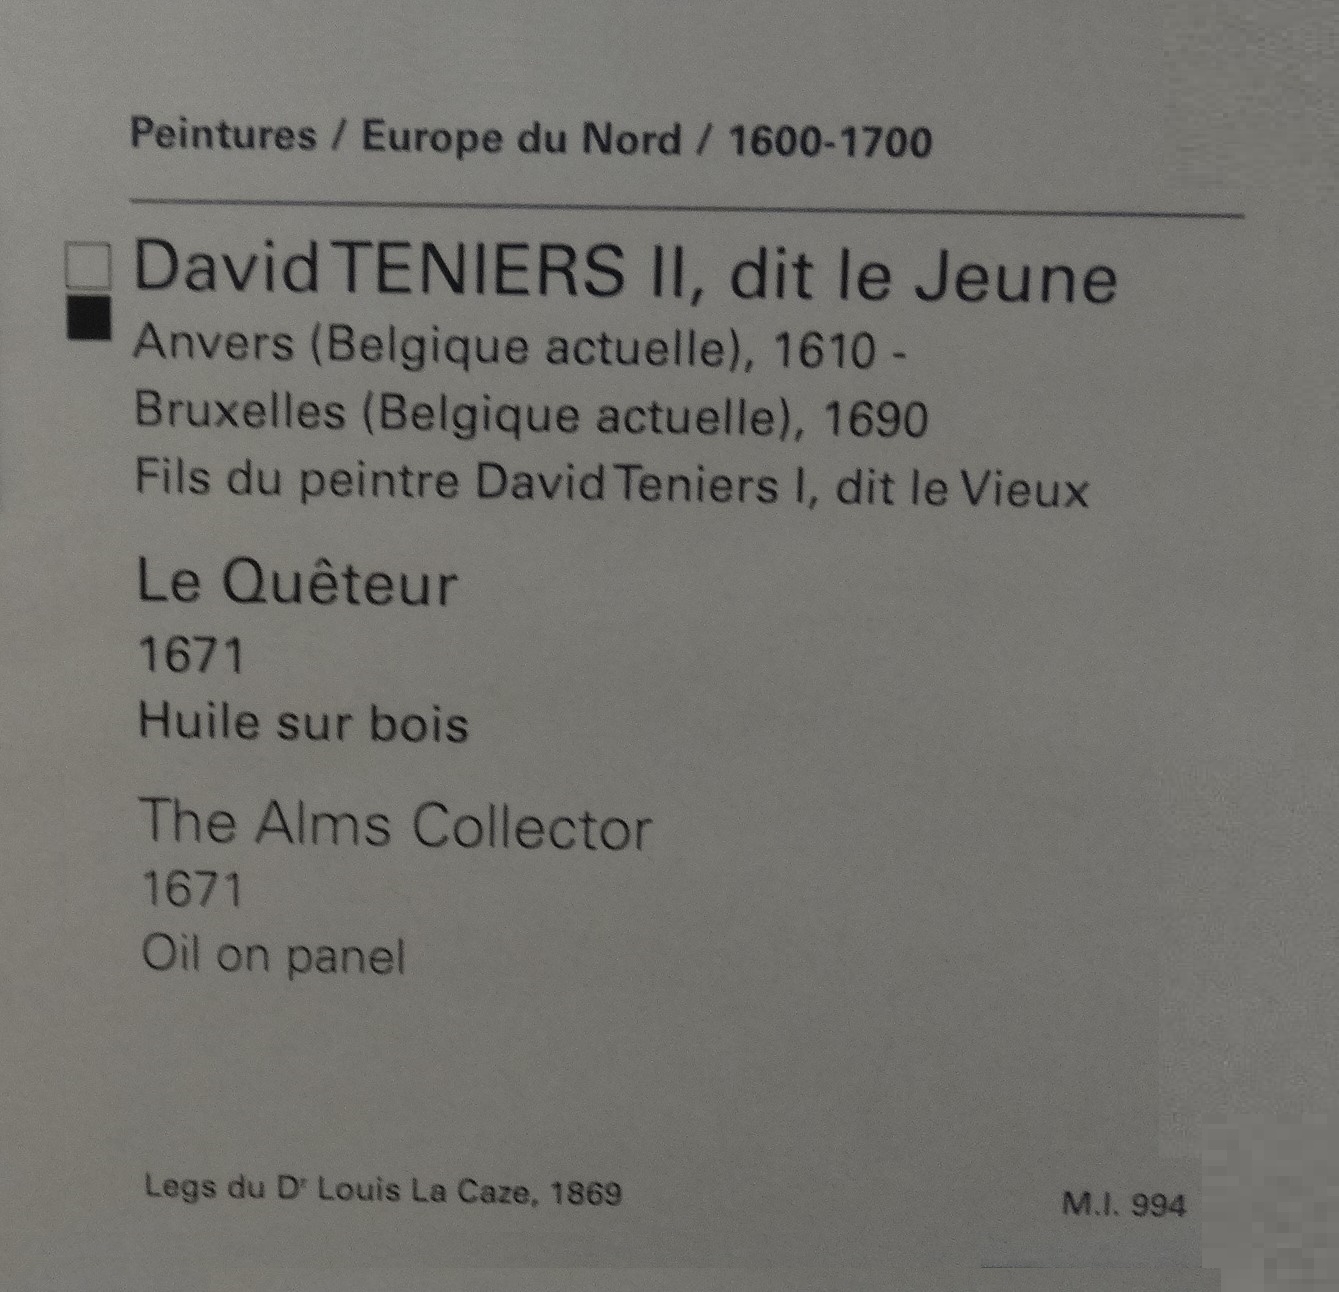 Peintures / Europe du Nord / 1600-1700
David TENIERS II, dit le Jeune
Anvers (Belgique actuelle), 1610 -
Bruxelles (Belgique actuelle), 1690
Fils du peintre David Teniers I, dit le Vieux
Le Quêteur
1671
Huile sur bois
The Alms Collector
1671
Oil on panel
Legs du Dr Louis La Caze, 1869
M.I. 994